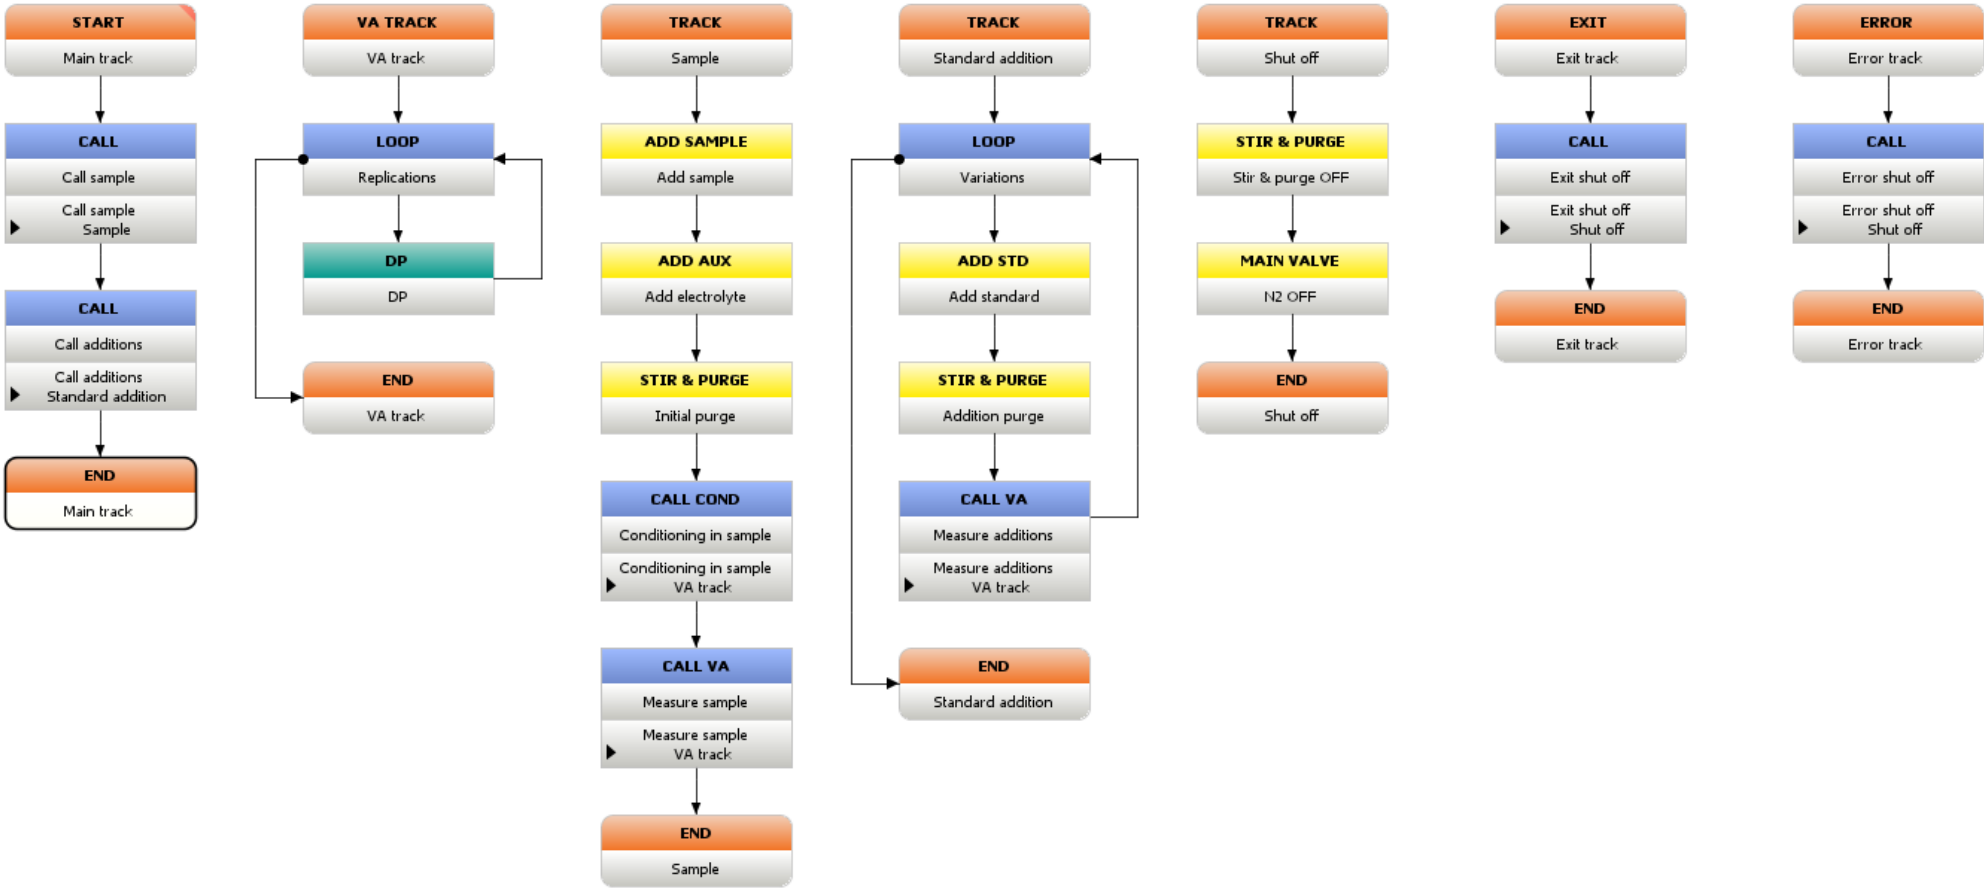 START
Main track
CALL
Call sample
Call sample
Sample
CALL
Call additions
Call additions
Standard addition
END
Main track
VA TRACK
VA track
LOOP
Replications
DP
DP
END
VA track
TRACK
Sample
ADD SAMPLE
Add sample
ADD AUX
Add electrolyte
STIR & PURGE
Initial purge
CALL COND
Conditioning in sample
Conditioning in sample
VA track
CALL VA
Measure sample
Measure sample
VA track
END
Sample
TRACK
Standard addition
LOOP
Variations
ADD STD
Add standard
STIR & PURGE
Addition purge
CALL VA
Measure additions
Measure additions
VA track
END
Standard addition
TRACK
Shut off
STIR & PURGE
Stir & purge OFF
MAIN VALVE
N2 OFF
END
Shut off
EXIT
Exit track
CALL
Exit shut off
Exit shut off
Shut off
END
Exit track
ERROR
Error track
CALL
Error shut off
Error shut off
Shut off
END
Error track